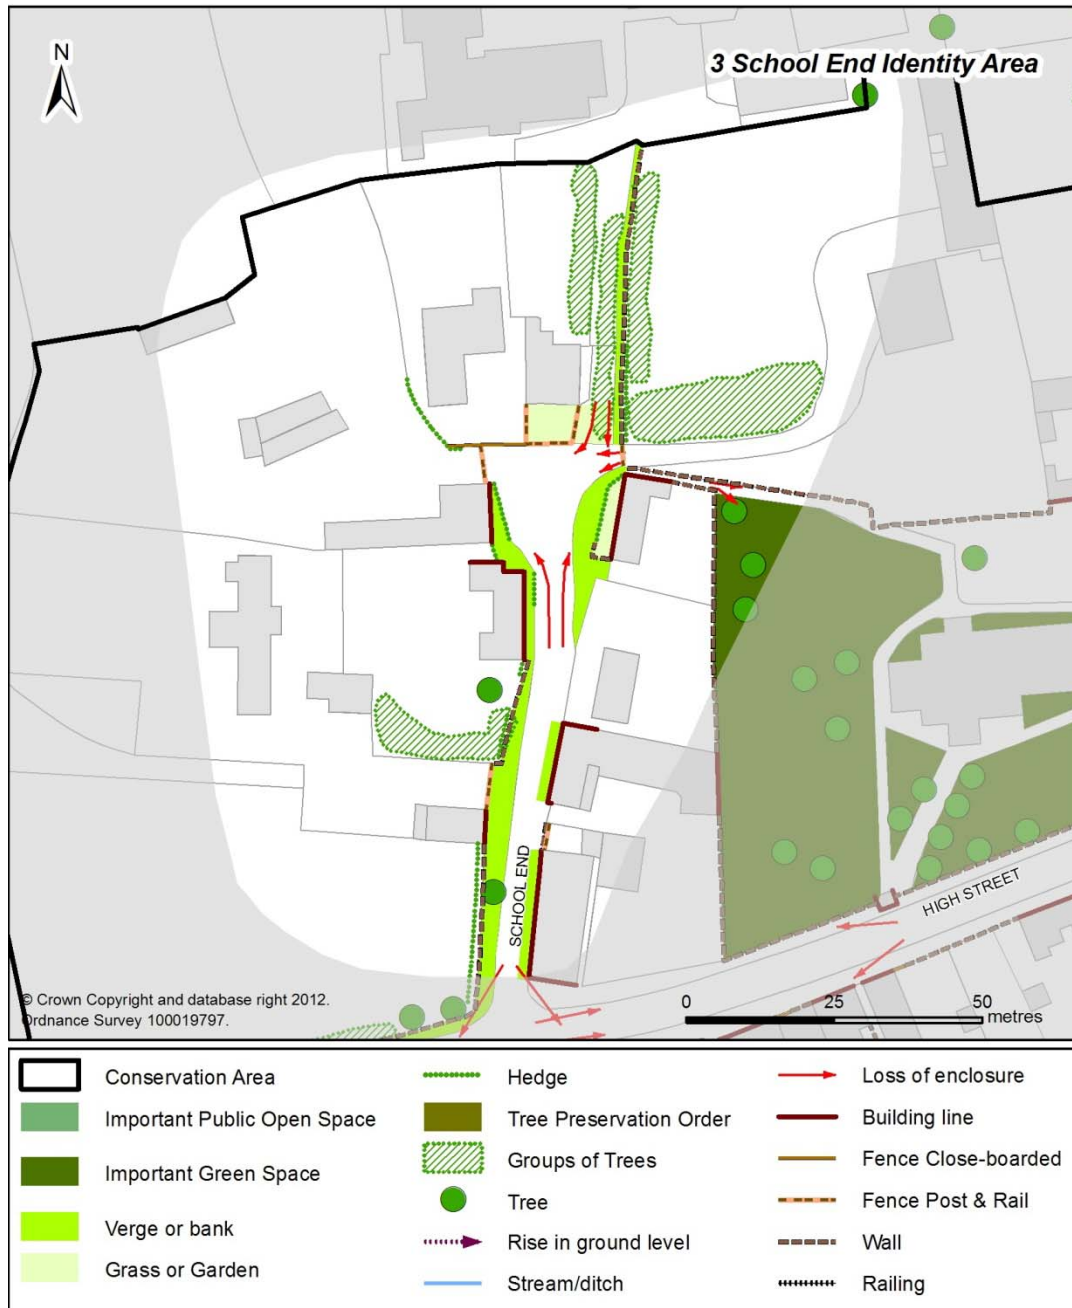 N
3 School End Identity Area
SCHOOL END
HIGH STREET
© Crown Copyright and database right 2012.
Ordnance Survey 100019797.
0 25 50
metres
Conservation Area
Important Public Open Space
Important Green Space
Verge or bank
Grass or Garden
Hedge
Tree Preservation Order
Groups of Trees
Tree
Rise in ground level
Stream/ditch
Loss of enclosure
Building line
Fence Close-boarded
Fence Post & Rail
Wall
Railing